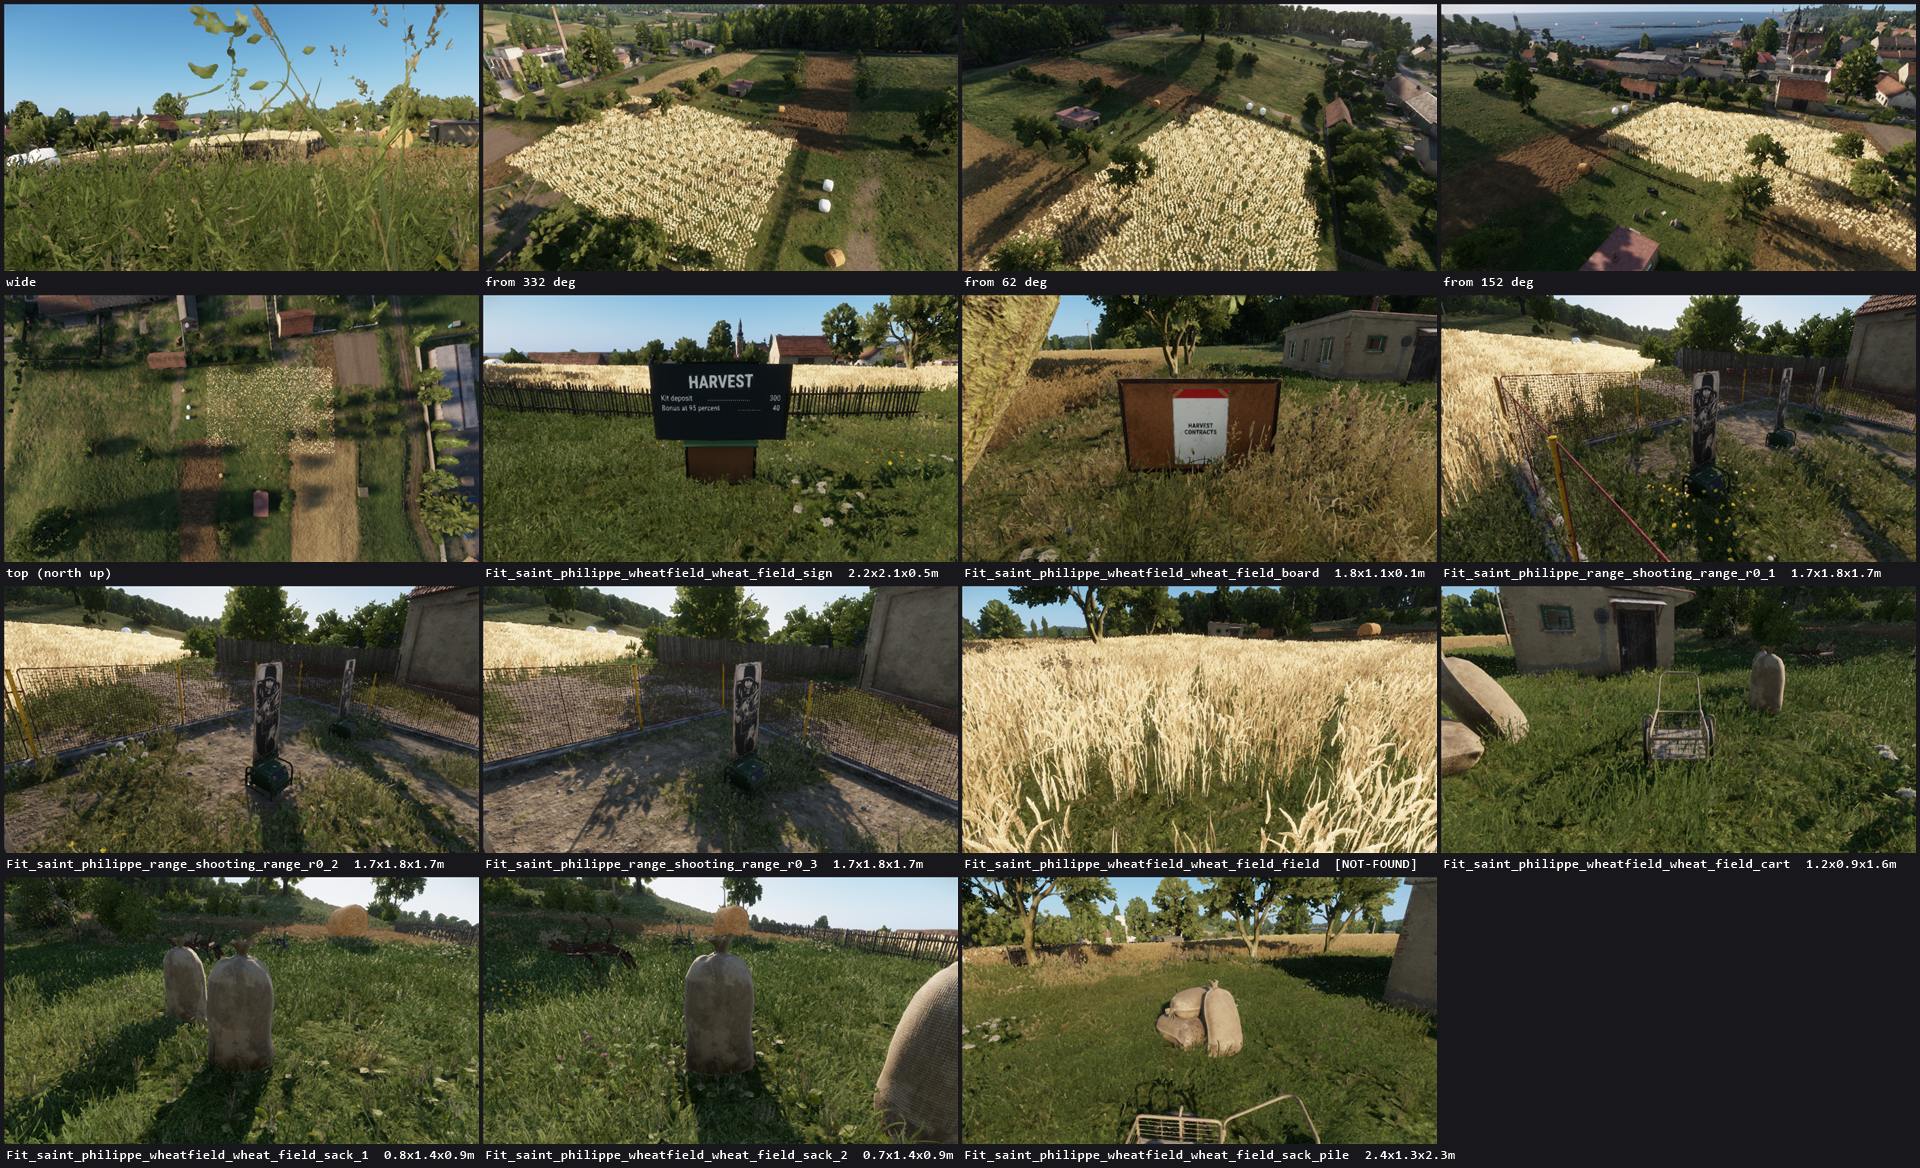 wide
from 332 deg
from 62 deg
from 152 deg
top (north up)
HARVEST
Kit deposit .................... 300
Bonus at 95 percent ........... 40
Fit_saint_philippe_wheatfield_wheat_field_sign 2.2x2.1x0.5m
HARVEST
CONTRACTS
Fit_saint_philippe_wheatfield_wheat_field_board 1.8x1.1x0.1m
Fit_saint_philippe_range_shooting_range_r0_1 1.7x1.8x1.7m
Fit_saint_philippe_range_shooting_range_r0_2 1.7x1.8x1.7m
Fit_saint_philippe_range_shooting_range_r0_3 1.7x1.8x1.7m
Fit_saint_philippe_wheatfield_wheat_field_field [NOT-FOUND]
Fit_saint_philippe_wheatfield_wheat_field_cart 1.2x0.9x1.6m
Fit_saint_philippe_wheatfield_wheat_field_sack_1 0.8x1.4x0.9m
Fit_saint_philippe_wheatfield_wheat_field_sack_2 0.7x1.4x0.9m
Fit_saint_philippe_wheatfield_wheat_field_sack_pile 2.4x1.3x2.3m